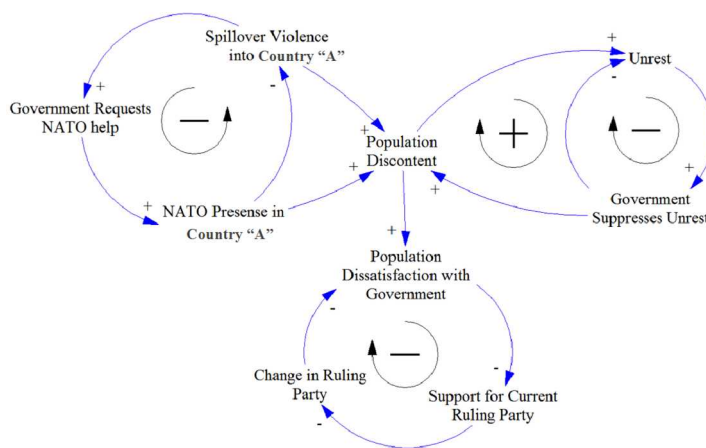 Spillover Violence
into Country “A”
+
-
+
Government Requests
NATO help
−
+
NATO Presense in
Country “A”
+
+
Population
Discontent
+
+
Unrest
-
+
−
+
Government
Suppresses Unrest
+
Population
Dissatisfaction with
Government
-
−
-
Change in Ruling
Party
-
Support for Current
Ruling Party